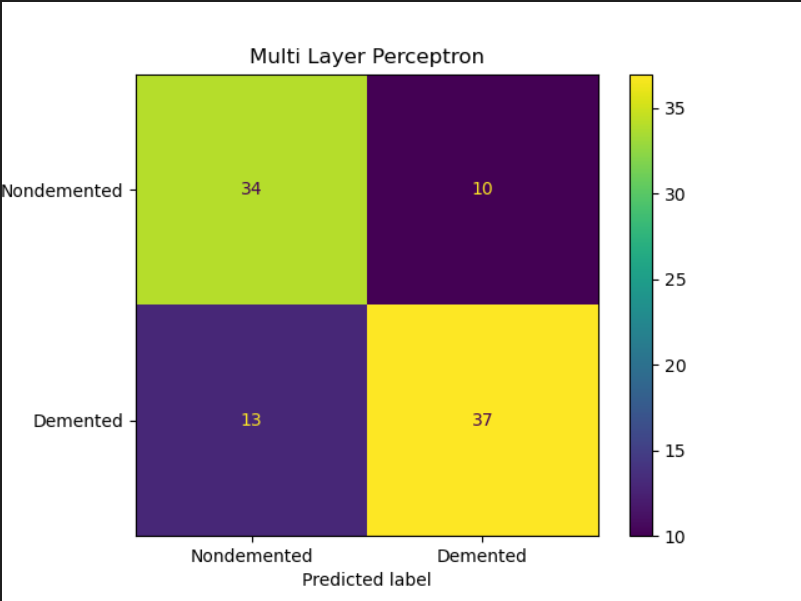 Multi Layer Perceptron
35
Nondemented
34
10
30
25
20
Demented
13
37
15
10
Nondemented
Demented
Predicted label